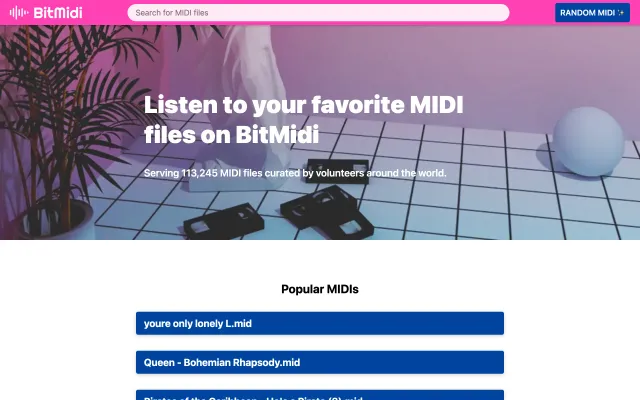 BitMidi
Search for MIDI files
RANDOM MIDI ✨
Listen to your favorite MIDI
files on BitMidi
Serving 113,245 MIDI files curated by volunteers around the world.
Popular MIDIs
youre only lonely L.mid
Queen - Bohemian Rhapsody.mid